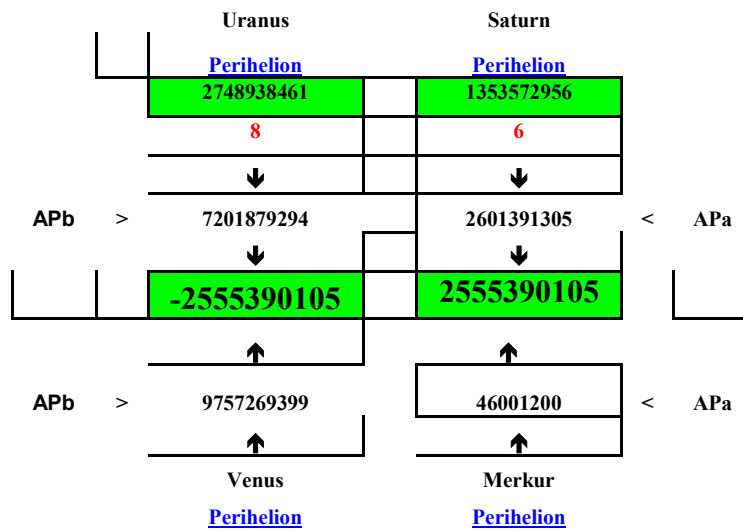 Uranus Saturn
Perihelion Perihelion
2748938461 1353572956
8 6
APb > 7201879294 2601391305 < APa
-2555390105 2555390105
APb > 9757269399 46001200 < APa
Venus Merkur
Perihelion Perihelion